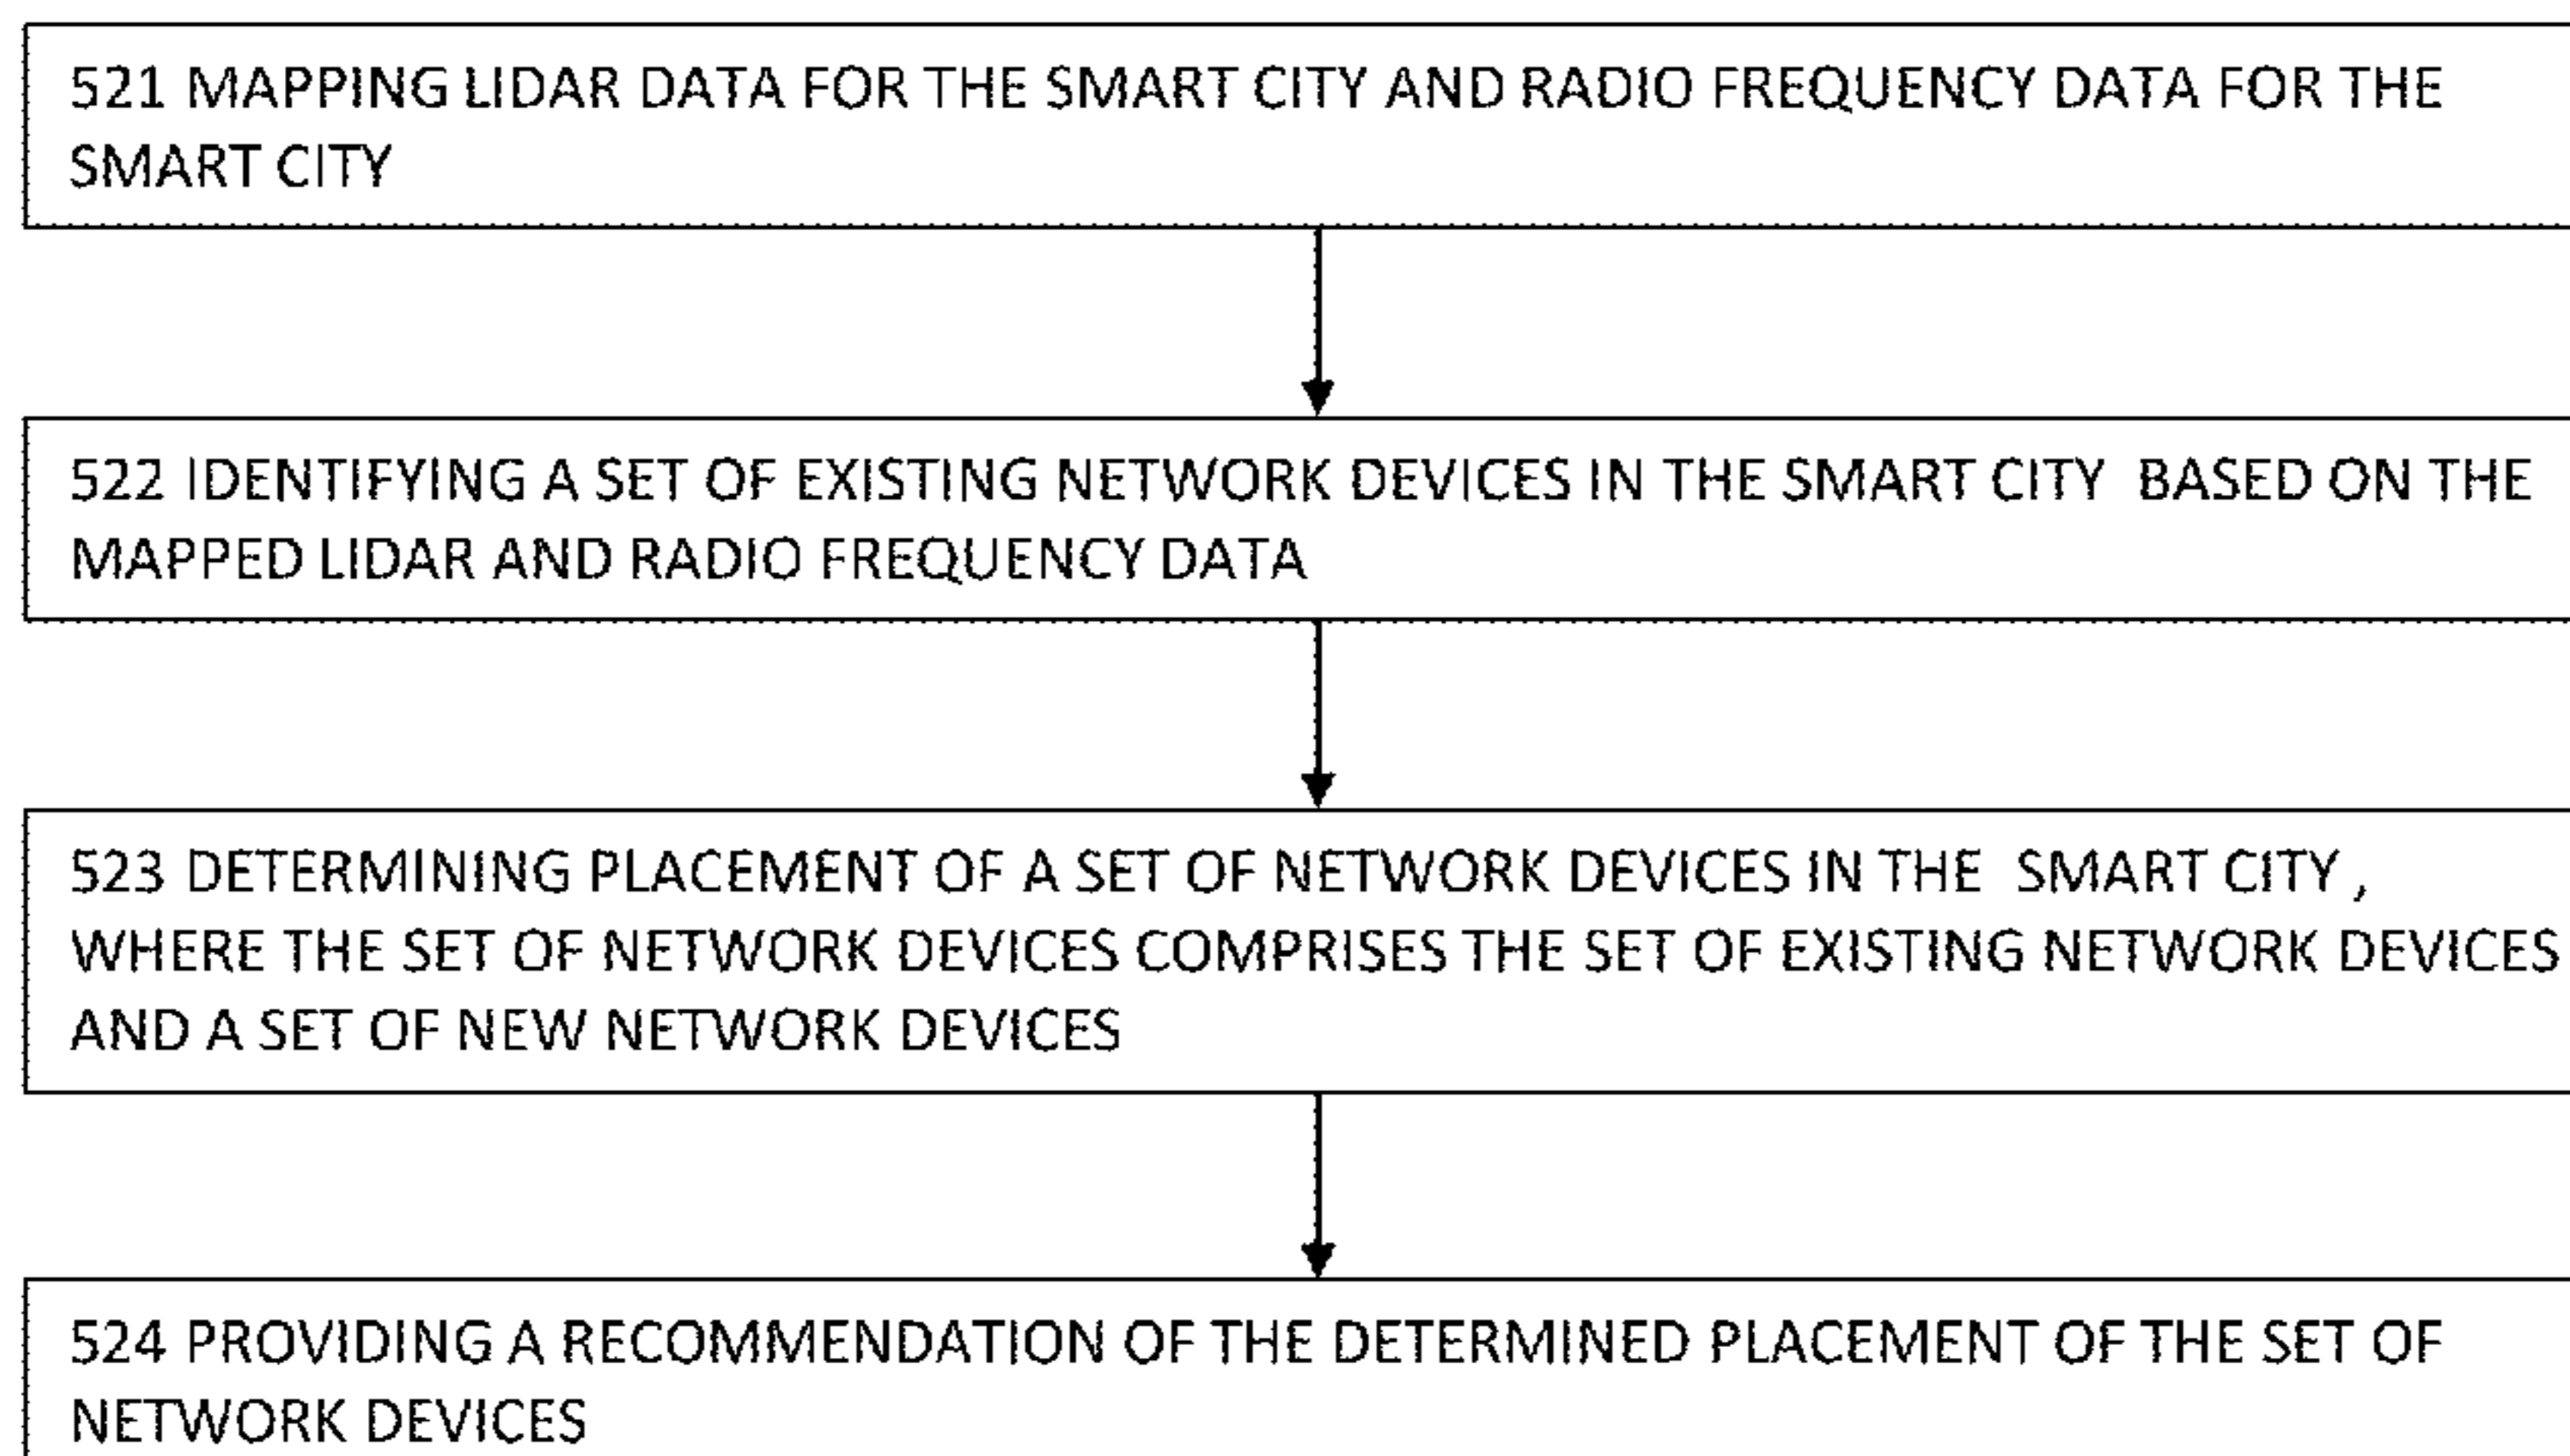 521 MAPPING LIDAR DATA FOR THE SMART CITY AND RADIO FREQUENCY DATA FOR THE
SMART CITY
522 IDENTIFYING A SET OF EXISTING NETWORK DEVICES IN THE SMART CITY BASED ON THE
MAPPED LIDAR AND RADIO FREQUENCY DATA
523 DETERMINING PLACEMENT OF A SET OF NETWORK DEVICES IN THE SMART CITY ,
WHERE THE SET OF NETWORK DEVICES COMPRISES THE SET OF EXISTING NETWORK DEVICES
AND A SET OF NEW NETWORK DEVICES
524 PROVIDING A RECOMMENDATION OF THE DETERMINED PLACEMENT OF THE SET OF
NETWORK DEVICES